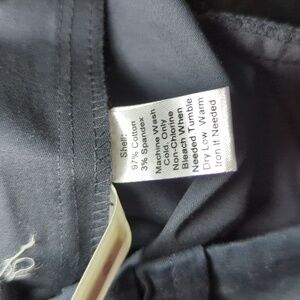 Shell:
97% Cotton
3% Spandex
Machine Wash
Cold. Only
Non-Chlorine
Bleach When
Needed Tumble
Dry Low Warm
Iron If Needed